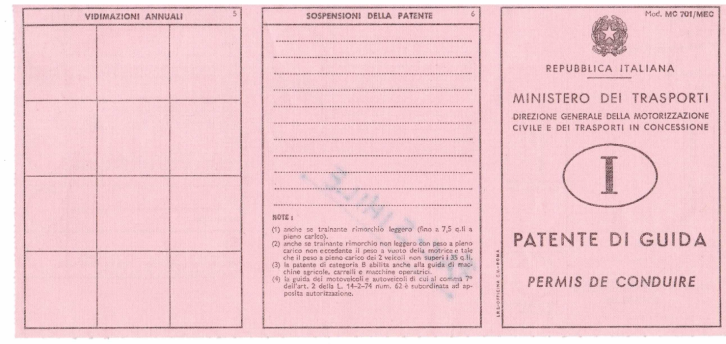 VIDIMAZIONI ANNUALI 5
SOSPENSIONI DELLA PATENTE 6
NOTE:
(1) anche se trainante rimorchio leggero (fino a 7,5 q.li a
pieno carico).
(2) anche se trainante rimorchio non leggero con peso a pieno
carico non eccedente il peso a vuoto della motrice e tale
che il peso a pieno carico dei 2 veicoli non superi i 35 q.li.
(3) la patente di categoria B abilita anche alla guida di mac-
chine agricole, carrelli e macchine operatrici.
(4) la guida dei motoveicoli e autoveicoli di cui al comma 7°
dell'art. 2 della L. 14-2-74 num. 62 è subordinata ad ap-
posita autorizzazione.
Mod. MC 701/MEC
REPUBBLICA ITALIANA
MINISTERO DEI TRASPORTI
DIREZIONE GENERALE DELLA MOTORIZZAZIONE
CIVILE E DEI TRASPORTI IN CONCESSIONE
I
PATENTE DI GUIDA
PERMIS DE CONDUIRE